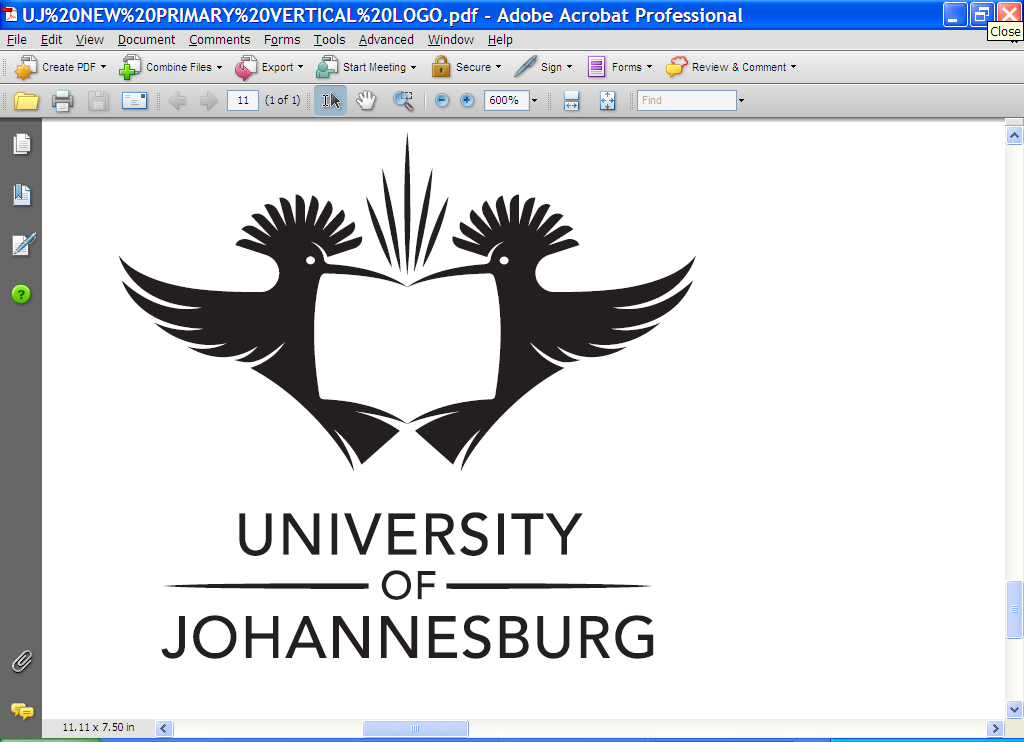 UJ%20NEW%20PRIMARY%20VERTICAL%20LOGO.pdf - Adobe Acrobat Professional
Close
File Edit View Document Comments Forms Tools Advanced Window Help
Create PDF Combine Files Export Start Meeting Secure Sign Forms Review & Comment
11 (1 of 1) 600% Find
UNIVERSITY
OF
JOHANNESBURG
11.11 x 7.50 in